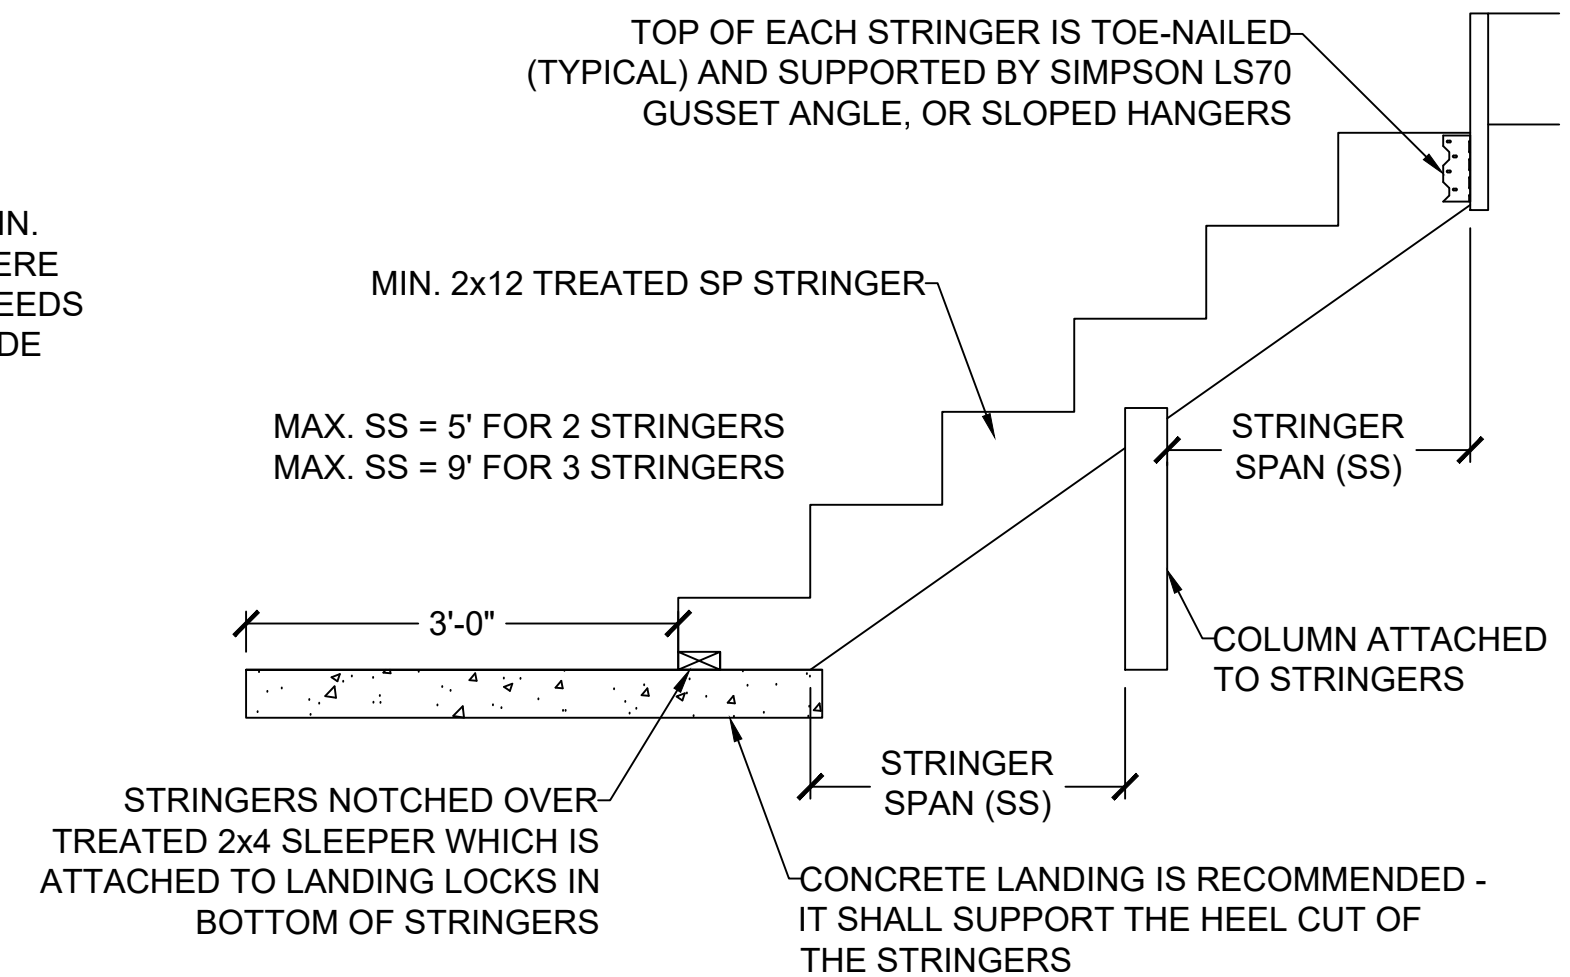 TOP OF EACH STRINGER IS TOE-NAILED
(TYPICAL) AND SUPPORTED BY SIMPSON LS70
GUSSET ANGLE, OR SLOPED HANGERS
IN.
ERE
EEDS
DE
MIN. 2x12 TREATED SP STRINGER
MAX. SS = 5' FOR 2 STRINGERS
MAX. SS = 9' FOR 3 STRINGERS
STRINGER
SPAN (SS)
3'-0"
COLUMN ATTACHED
TO STRINGERS
STRINGER
SPAN (SS)
STRINGERS NOTCHED OVER
TREATED 2x4 SLEEPER WHICH IS
ATTACHED TO LANDING LOCKS IN
BOTTOM OF STRINGERS
CONCRETE LANDING IS RECOMMENDED -
IT SHALL SUPPORT THE HEEL CUT OF
THE STRINGERS